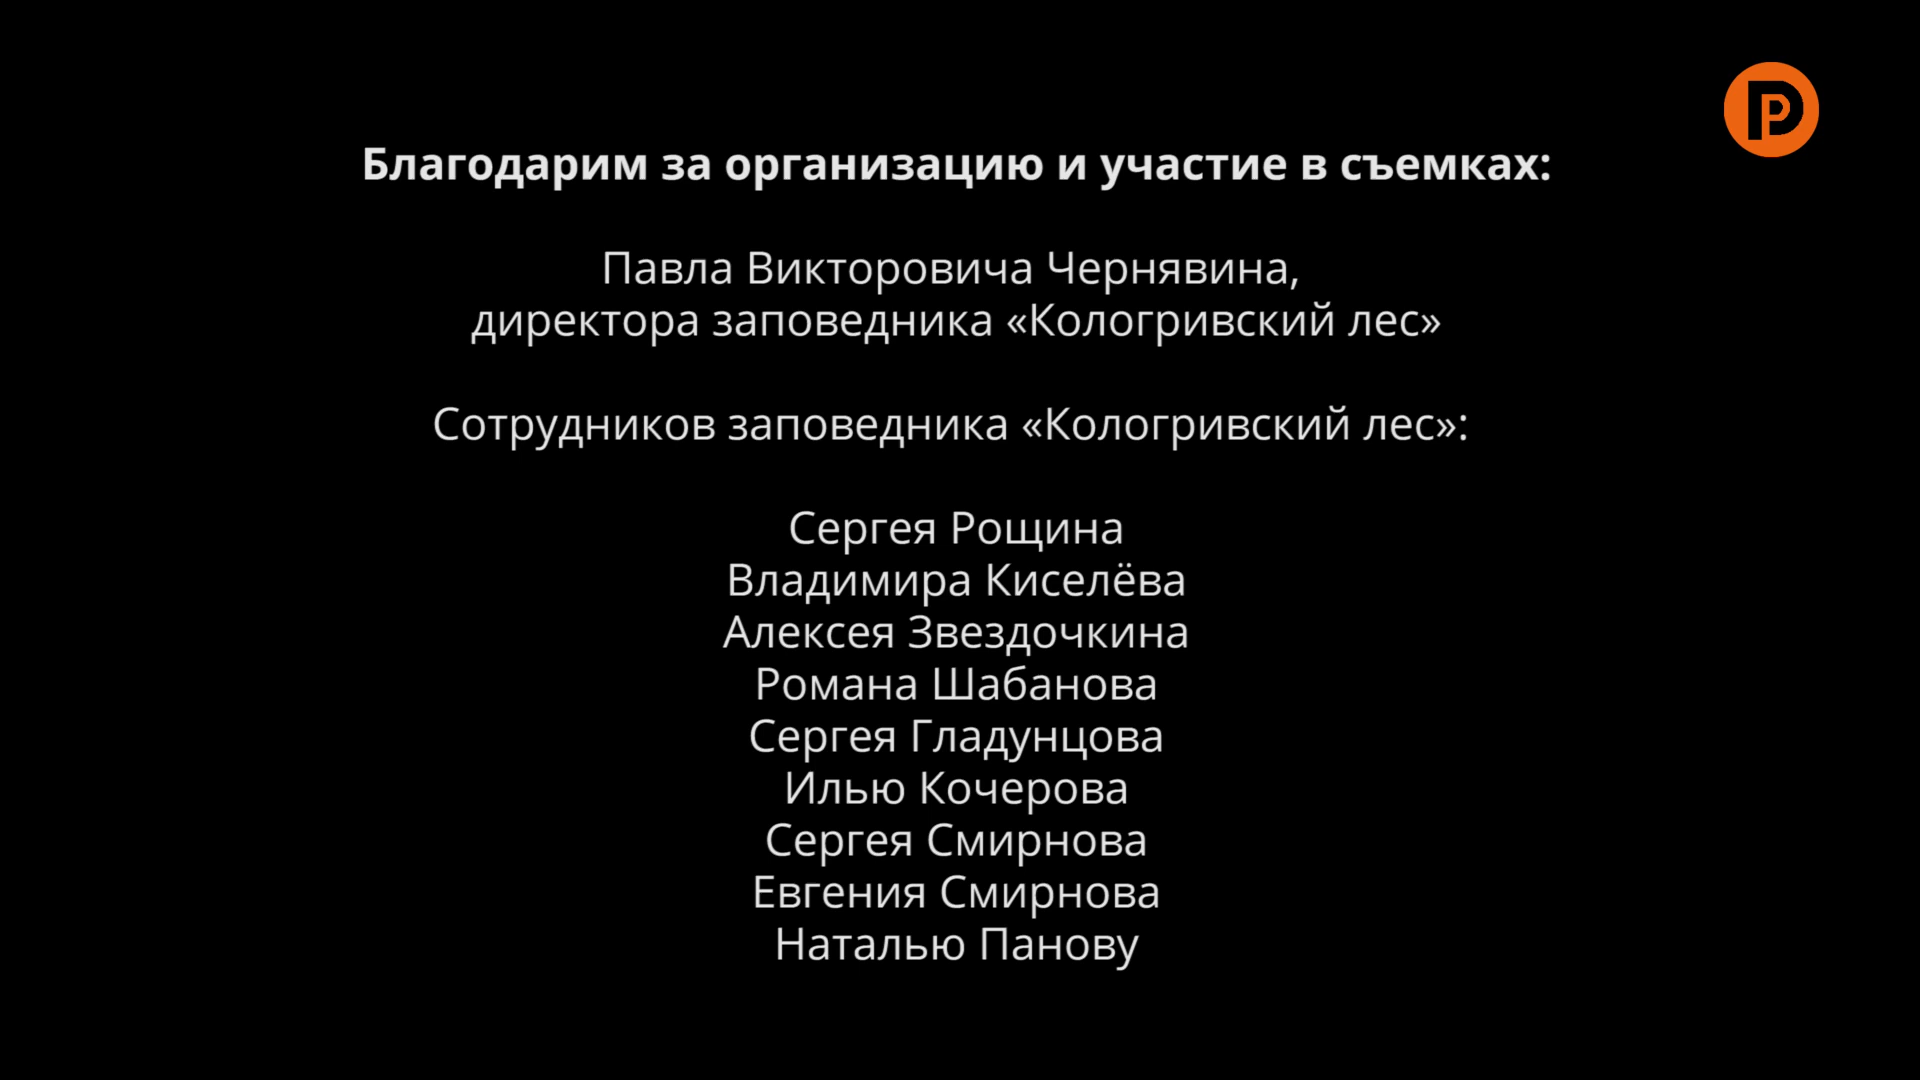 Благодарим за организацию и участие в съемках:
Павла Викторовича Чернявина,
директора заповедника «Кологривский лес»
Сотрудников заповедника «Кологривский лес»:
Сергея Рощина
Владимира Киселёва
Алексея Звездочкина
Романа Шабанова
Сергея Гладунцова
Илью Кочерова
Сергея Смирнова
Евгения Смирнова
Наталью Панову